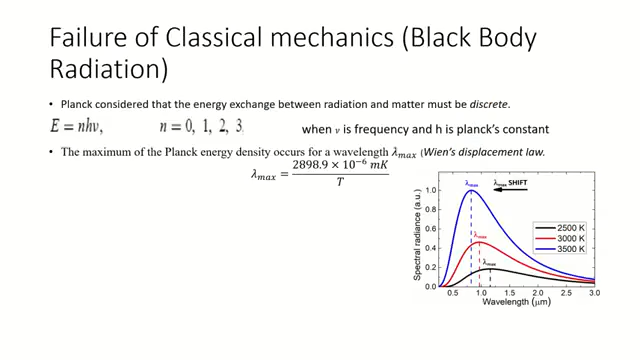 Failure of Classical mechanics (Black Body
Radiation)
• Planck considered that the energy exchange between radiation and matter must be discrete.
E = nhν, n = 0, 1, 2, 3. when ν is frequency and h is planck's constant
• The maximum of the Planck energy density occurs for a wavelength λmax (Wien's displacement law.
λmax = 2898.9 × 10⁻⁶ mK / T
λmax λmax SHIFT
1.0
0.8
0.6
0.4
0.2
0.0
λmax
λmax
2500 K
3000 K
3500 K
Spectral radiance (a.u.)
0.5 1.0 1.5 2.0 2.5 3.0
Wavelength (μm)